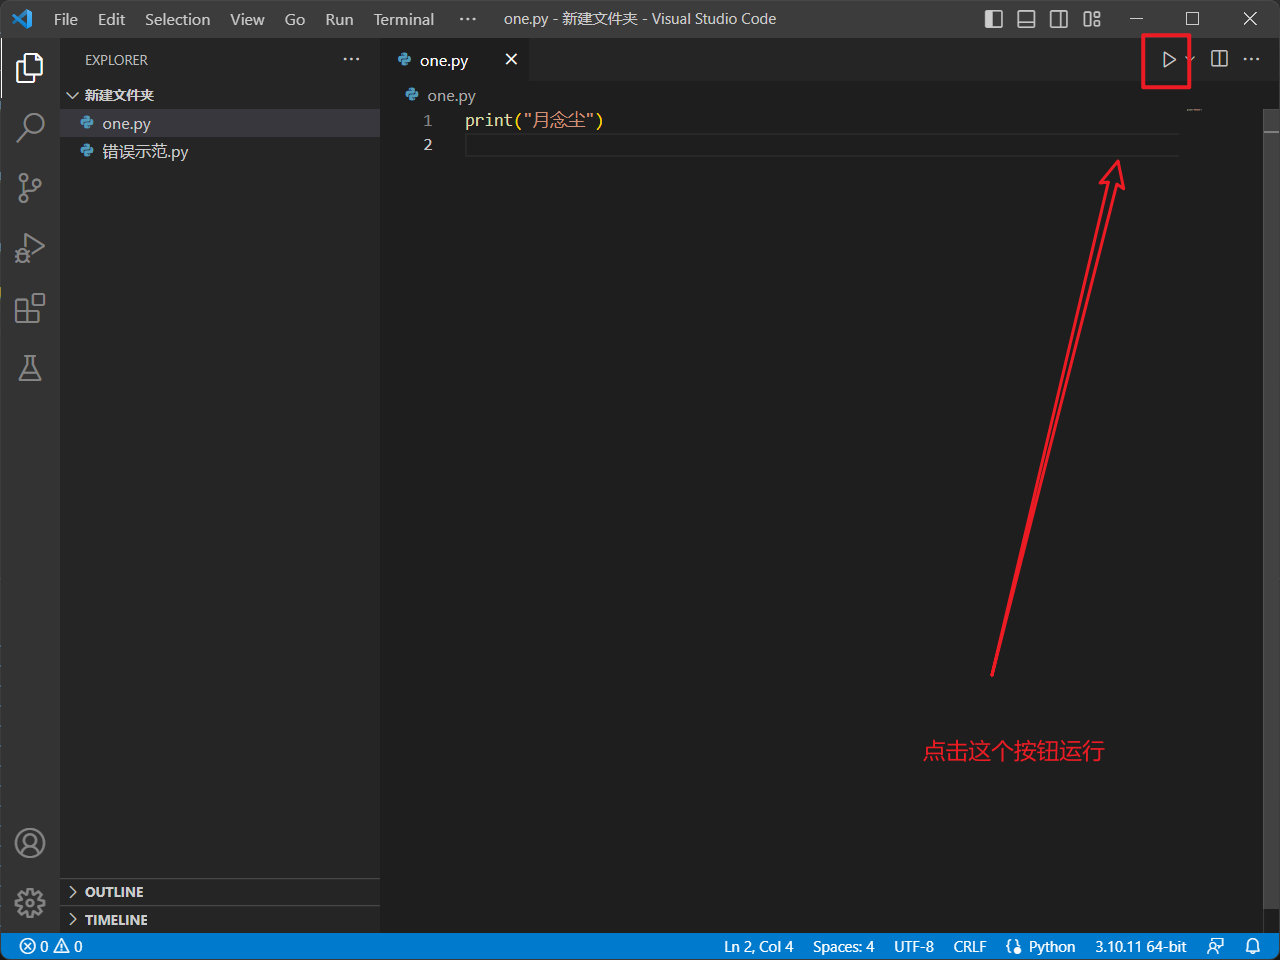 File Edit Selection View Go Run Terminal ··· one.py - 新建文件夹 - Visual Studio Code
EXPLORER ···
one.py
新建文件夹
one.py
错误示范.py
one.py
1 print("月念尘")
2
点击这个按钮运行
OUTLINE
TIMELINE
0 0 Ln 2, Col 4 Spaces: 4 UTF-8 CRLF Python 3.10.11 64-bit